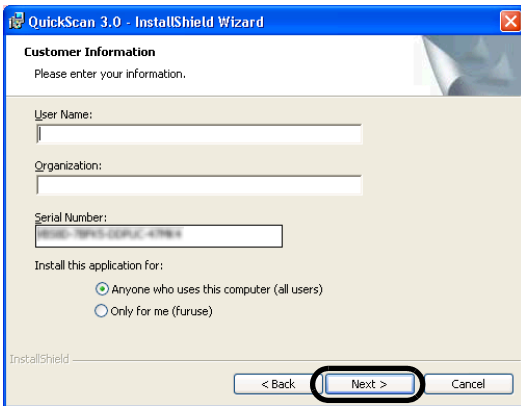 QuickScan 3.0 - InstallShield Wizard
Customer Information
Please enter your information.
User Name:
Organization:
Serial Number:
Install this application for:
Anyone who uses this computer (all users)
Only for me (furuse)
InstallShield
< Back
Next >
Cancel